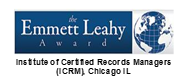 the
Emmett Leahy
Award
Institute of Certified Records Managers
(ICRM), Chicago IL